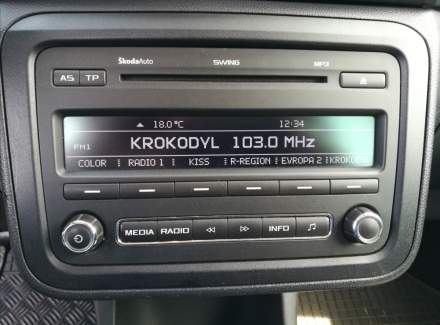 ŠkodaAuto SWING MP3
AS TP
18.0°C 12:34
FM1 KROKODYL 103.0 MHz
COLOR RADIO 1 KISS R-REGION EVROPA 2 KROKO
MEDIA RADIO INFO